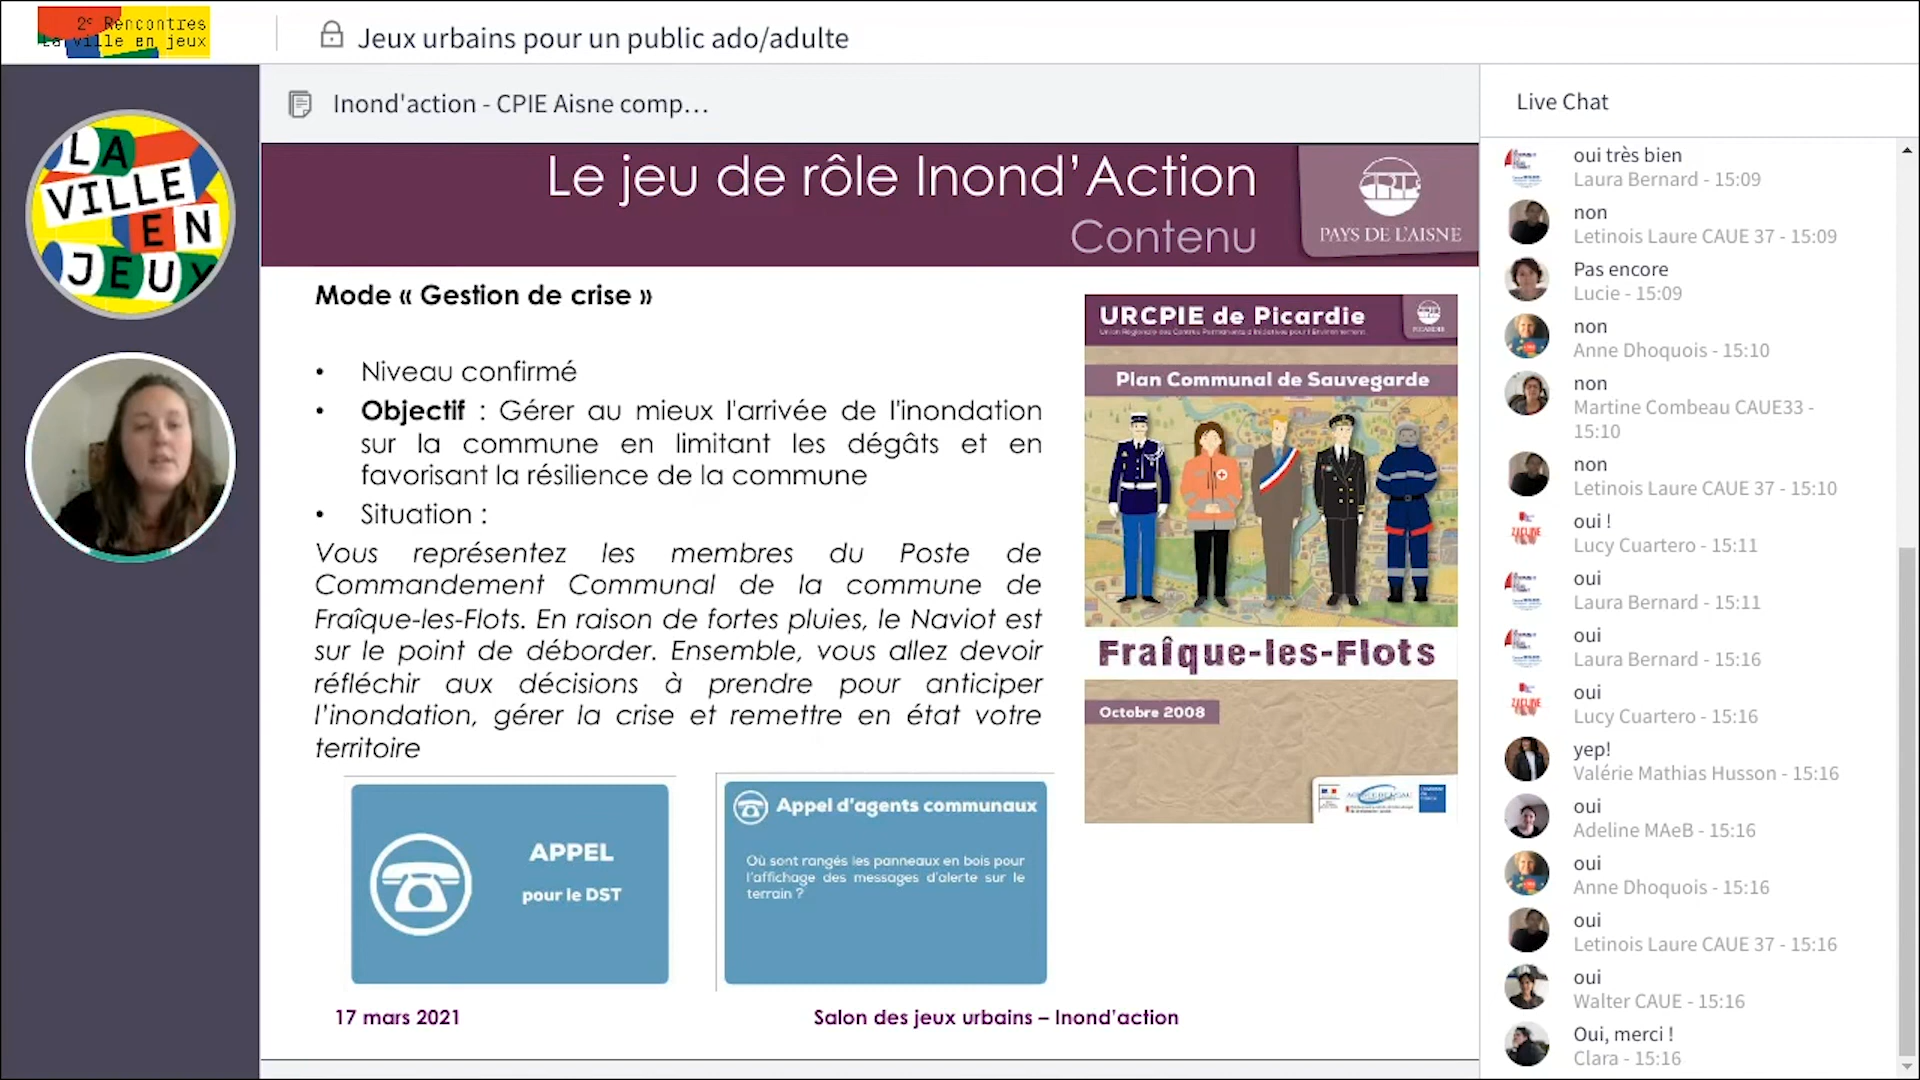 2e Rencontres
La ville en jeux
Jeux urbains pour un public ado/adulte
LA
VILLE
EN
JEUX
Inond'action - CPIE Aisne comp…
Le jeu de rôle Inond'Action
Contenu
PAYS DE L'AISNE
Mode « Gestion de crise »
• Niveau confirmé
• Objectif : Gérer au mieux l'arrivée de l'inondation
sur la commune en limitant les dégâts et en
favorisant la résilience de la commune
• Situation :
Vous représentez les membres du Poste de
Commandement Communal de la commune de
Fraîque-les-Flots. En raison de fortes pluies, le Naviot est
sur le point de déborder. Ensemble, vous allez devoir
réfléchir aux décisions à prendre pour anticiper
l'inondation, gérer la crise et remettre en état votre
territoire
URCPIE de Picardie
Union Régionale des Centres Permanents d'Initiatives pour l'Environnement
PICARDIE
Plan Communal de Sauvegarde
Fraîque-les-Flots
Octobre 2008
APPEL
pour le DST
Appel d'agents communaux
Où sont rangés les panneaux en bois pour
l'affichage des messages d'alerte sur le
terrain ?
17 mars 2021
Salon des jeux urbains – Inond'action
Live Chat
oui très bien
Laura Bernard - 15:09
non
Letinois Laure CAUE 37 - 15:09
Pas encore
Lucie - 15:09
non
Anne Dhoquois - 15:10
non
Martine Combeau CAUE33 -
15:10
non
Letinois Laure CAUE 37 - 15:10
oui !
Lucy Cuartero - 15:11
oui
Laura Bernard - 15:11
oui
Laura Bernard - 15:16
oui
Lucy Cuartero - 15:16
yep!
Valérie Mathias Husson - 15:16
oui
Adeline MAeB - 15:16
oui
Anne Dhoquois - 15:16
oui
Letinois Laure CAUE 37 - 15:16
oui
Walter CAUE - 15:16
Oui, merci !
Clara - 15:16